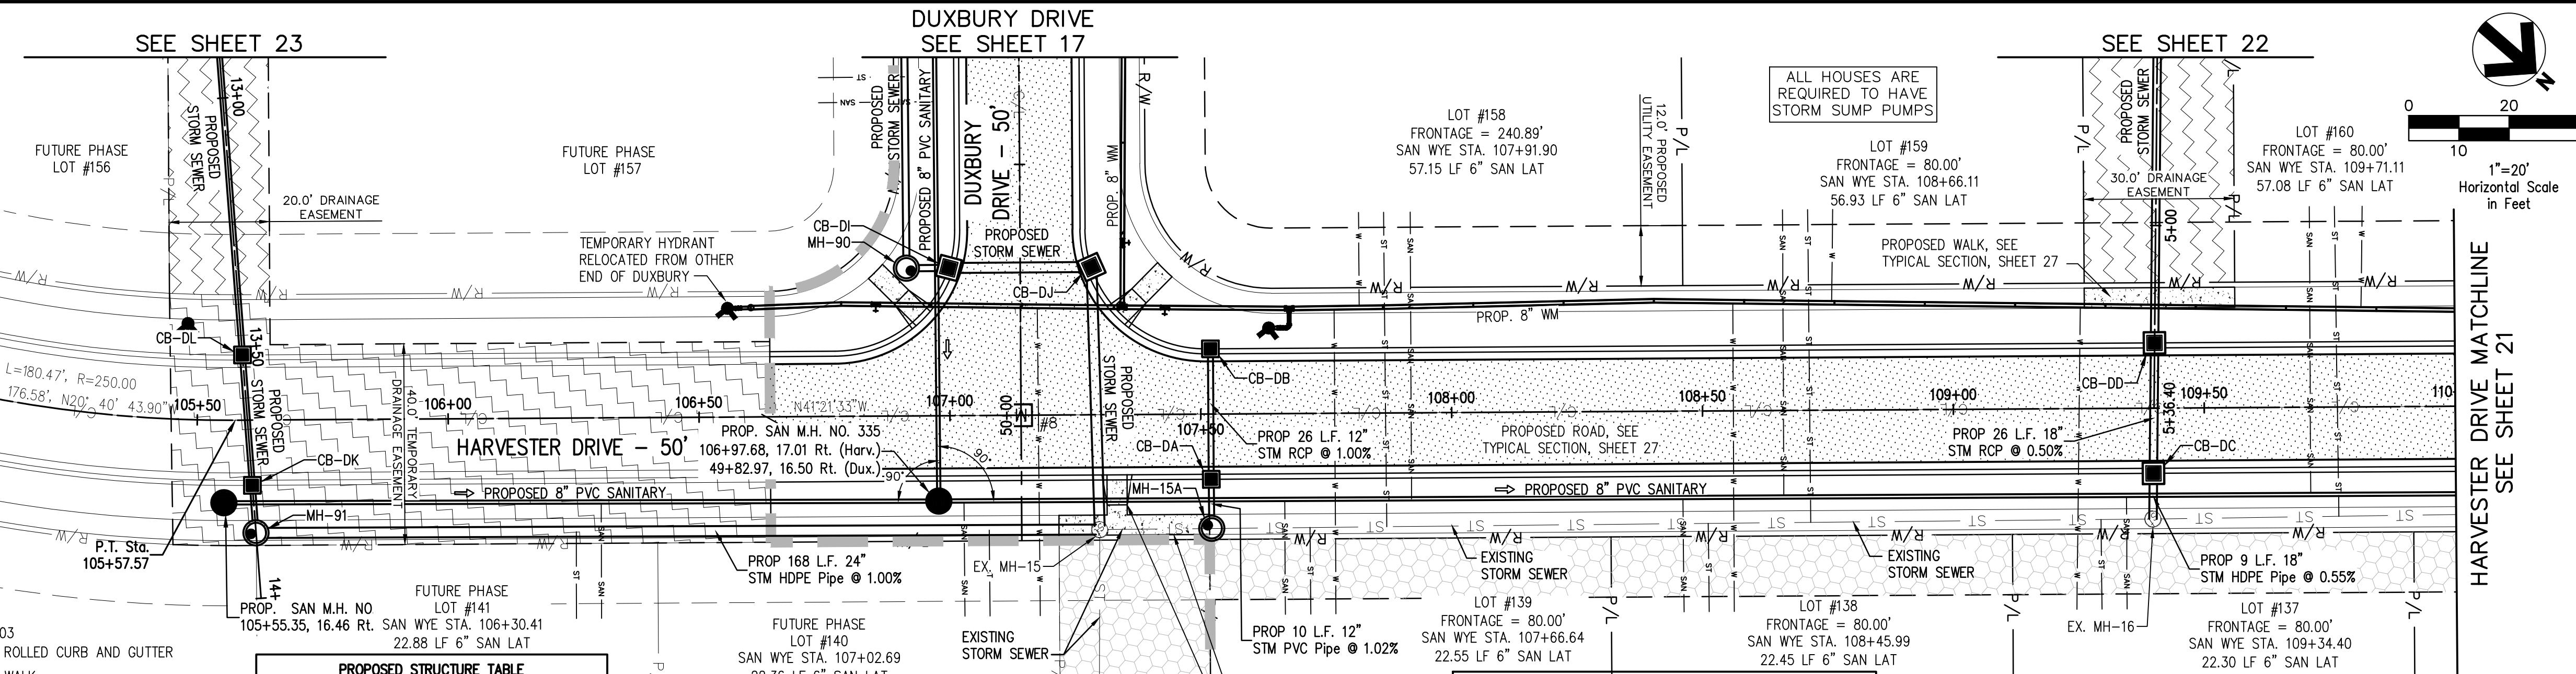 DUXBURY DRIVE
SEE SHEET 23
SEE SHEET 17
SEE SHEET 22
N
0 20
10
1"=20'
Horizontal Scale
in Feet
ALL HOUSES ARE
REQUIRED TO HAVE
STORM SUMP PUMPS
FUTURE PHASE
LOT #156
PROPOSED
STORM SEWER
13+00
20.0' DRAINAGE
EASEMENT
P/L
FUTURE PHASE
LOT #157
ST
SAN
PROPOSED
STORM SEWER
SAN
PROPOSED 8" PVC SANITARY
DUXBURY
DRIVE - 50'
C/L
PROP. 8" WM
R/W
LOT #158
FRONTAGE = 240.89'
SAN WYE STA. 107+91.90
57.15 LF 6" SAN LAT
12.0' PROPOSED
UTILITY EASEMENT
P/L
LOT #159
FRONTAGE = 80.00'
SAN WYE STA. 108+66.11
56.93 LF 6" SAN LAT
P/L
PROPOSED
STORM SEWER
P/L
30.0' DRAINAGE
EASEMENT
P/L
5+00
LOT #160
FRONTAGE = 80.00'
SAN WYE STA. 109+71.11
57.08 LF 6" SAN LAT
TEMPORARY HYDRANT
RELOCATED FROM OTHER
END OF DUXBURY
CB-DI
MH-90
PROPOSED
STORM SEWER
CB-DJ
R/W
W
ST
SAN
SAN
ST
W
PROPOSED WALK, SEE
TYPICAL SECTION, SHEET 27
W
SAN
ST
W
R/W
R/W
R/W
R/W
R/W
R/W
R/W
R/W
R/W
PROP. 8" WM
CB-DL
13+50
PROPOSED
STORM SEWER
40.0' TEMPORARY
DRAINAGE EASEMENT
L=180.47', R=250.00
176.58', N20° 40' 43.90"W
C/L
105+50
106+00
106+50
N41°21'33"W
C/L
107+00
50+00
#8
PROPOSED
STORM SEWER
107+50
CB-DB
108+00
108+50
109+00
CB-DD
109+50
110
5+36.40
HARVESTER DRIVE - 50'
PROP. SAN M.H. NO. 335
106+97.68, 17.01 Rt. (Harv.)
49+82.97, 16.50 Rt. (Dux.)
90°
90°
CB-DA
PROP 26 L.F. 12"
STM RCP @ 1.00%
PROPOSED ROAD, SEE
TYPICAL SECTION, SHEET 27
PROP 26 L.F. 18"
STM RCP @ 0.50%
CB-DC
CB-DK
PROPOSED 8" PVC SANITARY
MH-15A
PROPOSED 8" PVC SANITARY
MH-91
R/W
P.T. Sta.
105+57.57
14+
ST
ST
ST
ST
ST
ST
ST
R/W
R/W
R/W
R/W
HARVESTER DRIVE MATCHLINE
SEE SHEET 21
PROP 168 L.F. 24"
STM HDPE Pipe @ 1.00%
EX. MH-15
EXISTING
STORM SEWER
EXISTING
STORM SEWER
PROP 9 L.F. 18"
STM HDPE Pipe @ 0.55%
PROP. SAN M.H. NO
105+55.35, 16.46 Rt.
FUTURE PHASE
LOT #141
SAN WYE STA. 106+30.41
22.88 LF 6" SAN LAT
FUTURE PHASE
LOT #140
SAN WYE STA. 107+02.69
EXISTING
STORM SEWER
PROP 10 L.F. 12"
STM PVC Pipe @ 1.02%
LOT #139
FRONTAGE = 80.00'
SAN WYE STA. 107+66.64
22.55 LF 6" SAN LAT
P/L
LOT #138
FRONTAGE = 80.00'
SAN WYE STA. 108+45.99
22.45 LF 6" SAN LAT
P/L
EX. MH-16
LOT #137
FRONTAGE = 80.00'
SAN WYE STA. 109+34.40
22.30 LF 6" SAN LAT
P/L
03
ROLLED CURB AND GUTTER
WALK
PROPOSED STRUCTURE TABLE